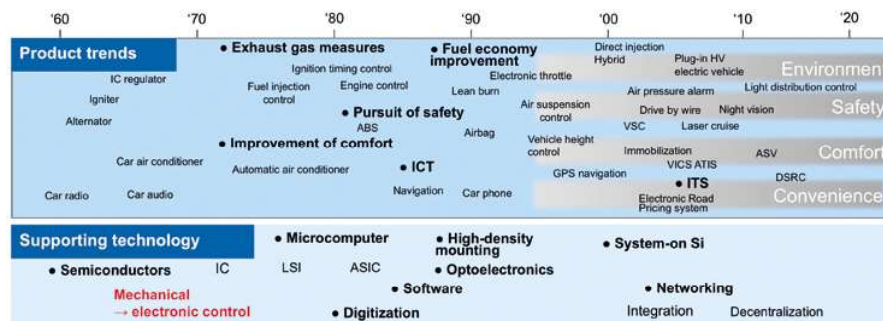 '60 '70 '80 '90 '00 '10 '20
Product trends
• Exhaust gas measures
• Fuel economy
improvement
Direct injection
Hybrid
Plug-in HV
electric vehicle
Environment
IC regulator
Ignition timing control
Electronic throttle
Fuel injection
control
Engine control
Lean burn
Air pressure alarm
Light distribution control
Igniter
Air suspension
control
Drive by wire
Night vision
Safety
Alternator
• Pursuit of safety
ABS
Airbag
VSC
Laser cruise
• Improvement of comfort
Vehicle height
control
Immobilization
ASV
Comfort
Car air conditioner
Automatic air conditioner
• ICT
GPS navigation
VICS ATIS
DSRC
Car radio
Car audio
Navigation
Car phone
• ITS
Electronic Road
Pricing system
Convenience
Supporting technology
• Microcomputer
• High-density
mounting
• System-on Si
• Semiconductors
IC
LSI
ASIC
• Optoelectronics
Mechanical
→ electronic control
• Software
• Networking
• Digitization
Integration
Decentralization